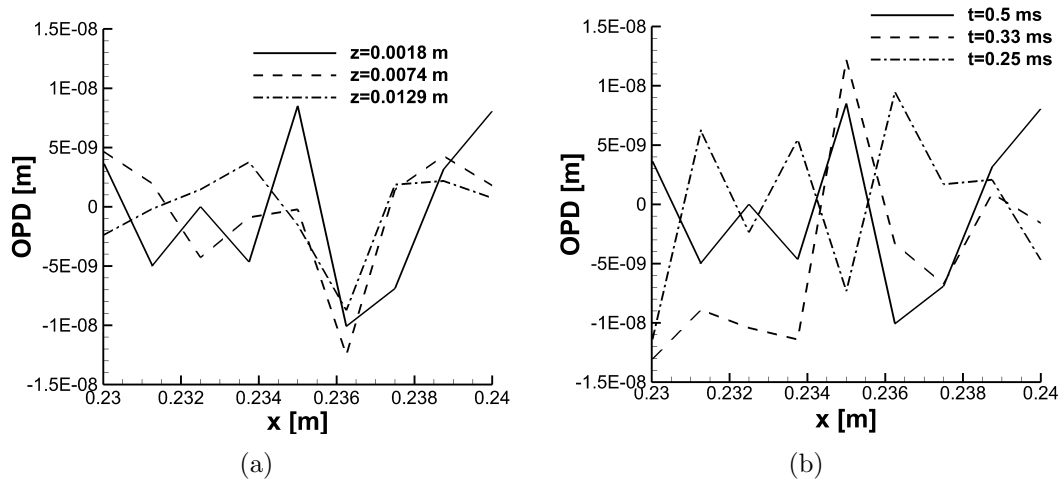 1.5E-08
1E-08
5E-09
0
-5E-09
-1E-08
-1.5E-08
OPD [m]
z=0.0018 m
z=0.0074 m
z=0.0129 m
0.23 0.232 0.234 0.236 0.238 0.24
x [m]
(a)
1.5E-08
1E-08
5E-09
0
-5E-09
-1E-08
-1.5E-08
OPD [m]
t=0.5 ms
t=0.33 ms
t=0.25 ms
0.23 0.232 0.234 0.236 0.238 0.24
x [m]
(b)